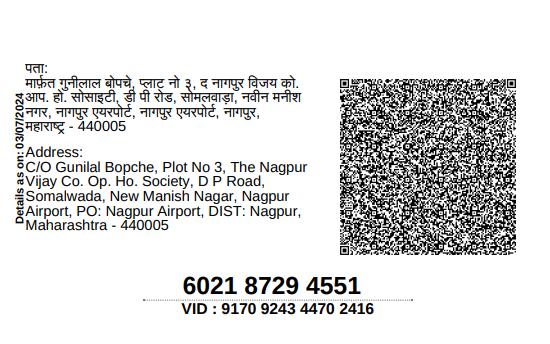 पता:
मार्फ़त गुनीलाल बोपचे, प्लाट नो ३, द नागपुर विजय को.
आप. हो. सोसाइटी, डी पी रोड, सोमलवाड़ा, नवीन मनीश
नगर, नागपुर एयरपोर्ट, नागपुर एयरपोर्ट, नागपुर,
महाराष्ट्र - 440005
Details as on: 03/07/2024
Address:
C/O Gunilal Bopche, Plot No 3, The Nagpur
Vijay Co. Op. Ho. Society, D P Road,
Somalwada, New Manish Nagar, Nagpur
Airport, PO: Nagpur Airport, DIST: Nagpur,
Maharashtra - 440005
6021 8729 4551
VID : 9170 9243 4470 2416